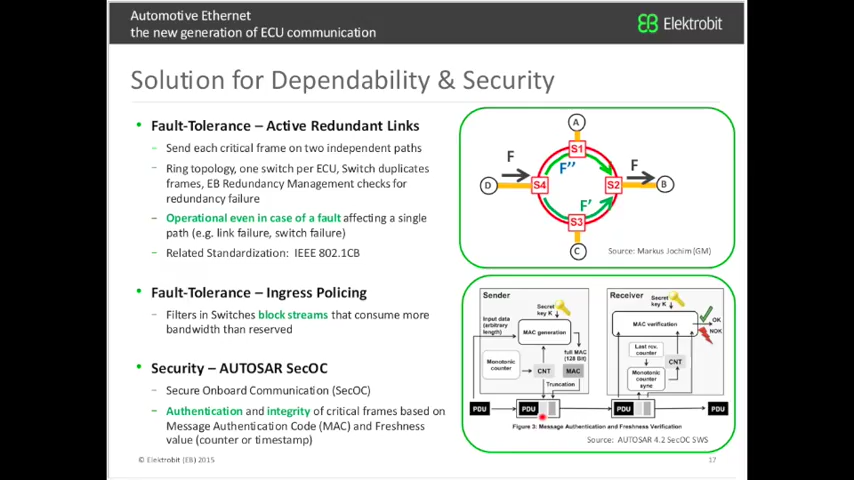 Automotive Ethernet
the new generation of ECU communication
EB Elektrobit
Solution for Dependability & Security
• Fault-Tolerance – Active Redundant Links
– Send each critical frame on two independent paths
– Ring topology, one switch per ECU, Switch duplicates
frames, EB Redundancy Management checks for
redundancy failure
– Operational even in case of a fault affecting a single
path (e.g. link failure, switch failure)
– Related Standardization: IEEE 802.1CB
• Fault-Tolerance – Ingress Policing
– Filters in Switches block streams that consume more
bandwidth than reserved
• Security – AUTOSAR SecOC
– Secure Onboard Communication (SecOC)
– Authentication and integrity of critical frames based on
Message Authentication Code (MAC) and Freshness
value (counter or timestamp)
A
S1
F
F''
F
D
S4
S2
B
F'
S3
C
Source: Markus Jochim (GM)
Sender
Secret
key K
Input data
(arbitrary
length)
MAC generation
full MAC
(128 Bit)
Monotonic
counter
CNT
MAC
Truncation
Receiver
Secret
key K
MAC verification
OK
NOK
Last rcv.
counter
CNT
Monotonic
counter
sync
PDU
PDU
PDU
PDU
Figure 3: Message Authentication and Freshness Verification
Source: AUTOSAR 4.2 SecOC SWS
© Elektrobit (EB) 2015
17